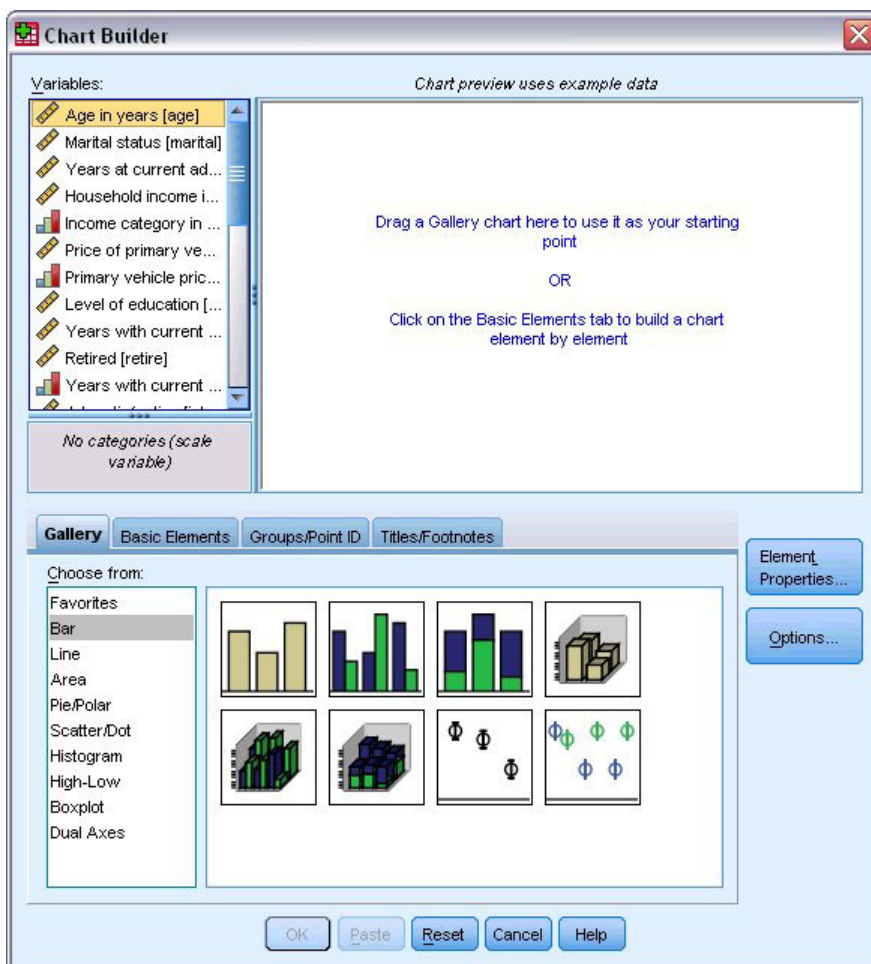 Chart Builder
Variables:
Chart preview uses example data
Age in years [age]
Marital status [marital]
Years at current ad...
Household income i...
Income category in ...
Price of primary ve...
Primary vehicle pric...
Level of education [...
Years with current ...
Retired [retire]
Years with current ...
No categories (scale
variable)
Drag a Gallery chart here to use it as your starting
point
OR
Click on the Basic Elements tab to build a chart
element by element
Gallery
Basic Elements
Groups/Point ID
Titles/Footnotes
Choose from:
Favorites
Bar
Line
Area
Pie/Polar
Scatter/Dot
Histogram
High-Low
Boxplot
Dual Axes
Element
Properties...
Options...
OK
Paste
Reset
Cancel
Help